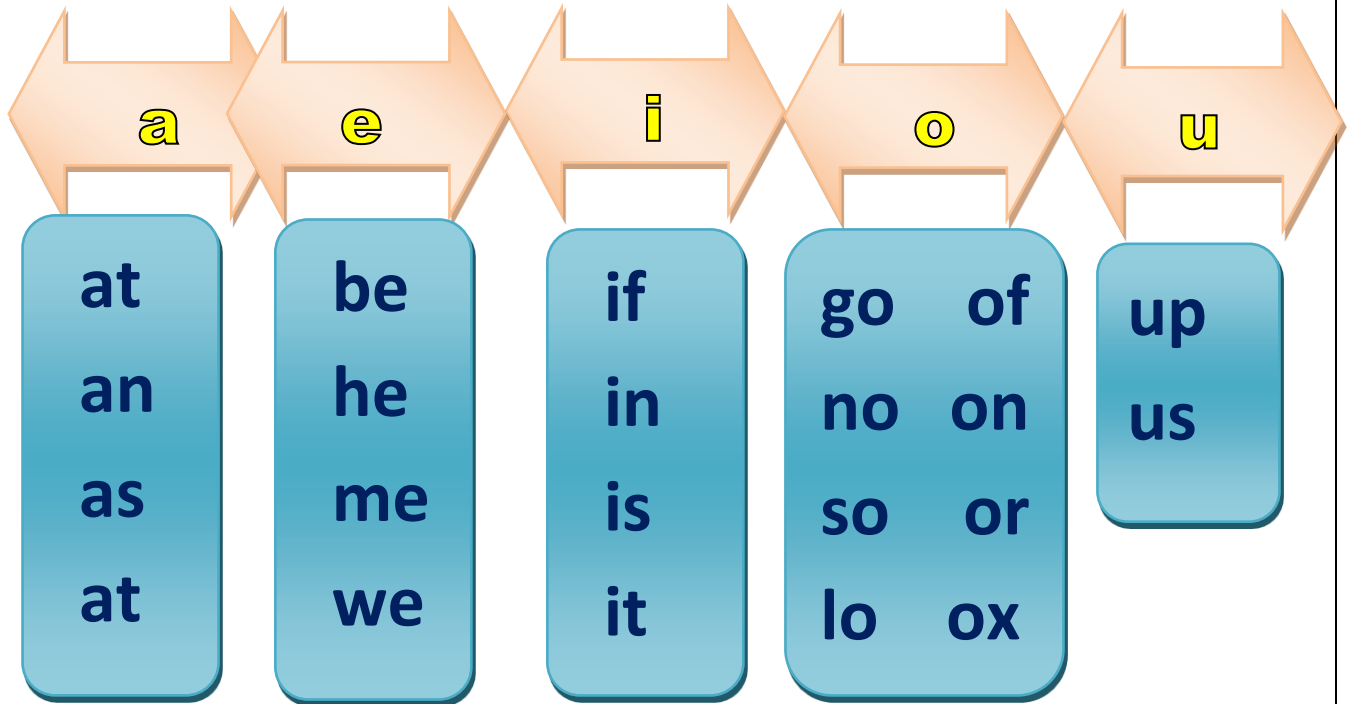 a e i o u
at
an
as
at
be
he
me
we
if
in
is
it
go of
no on
so or
lo ox
up
us